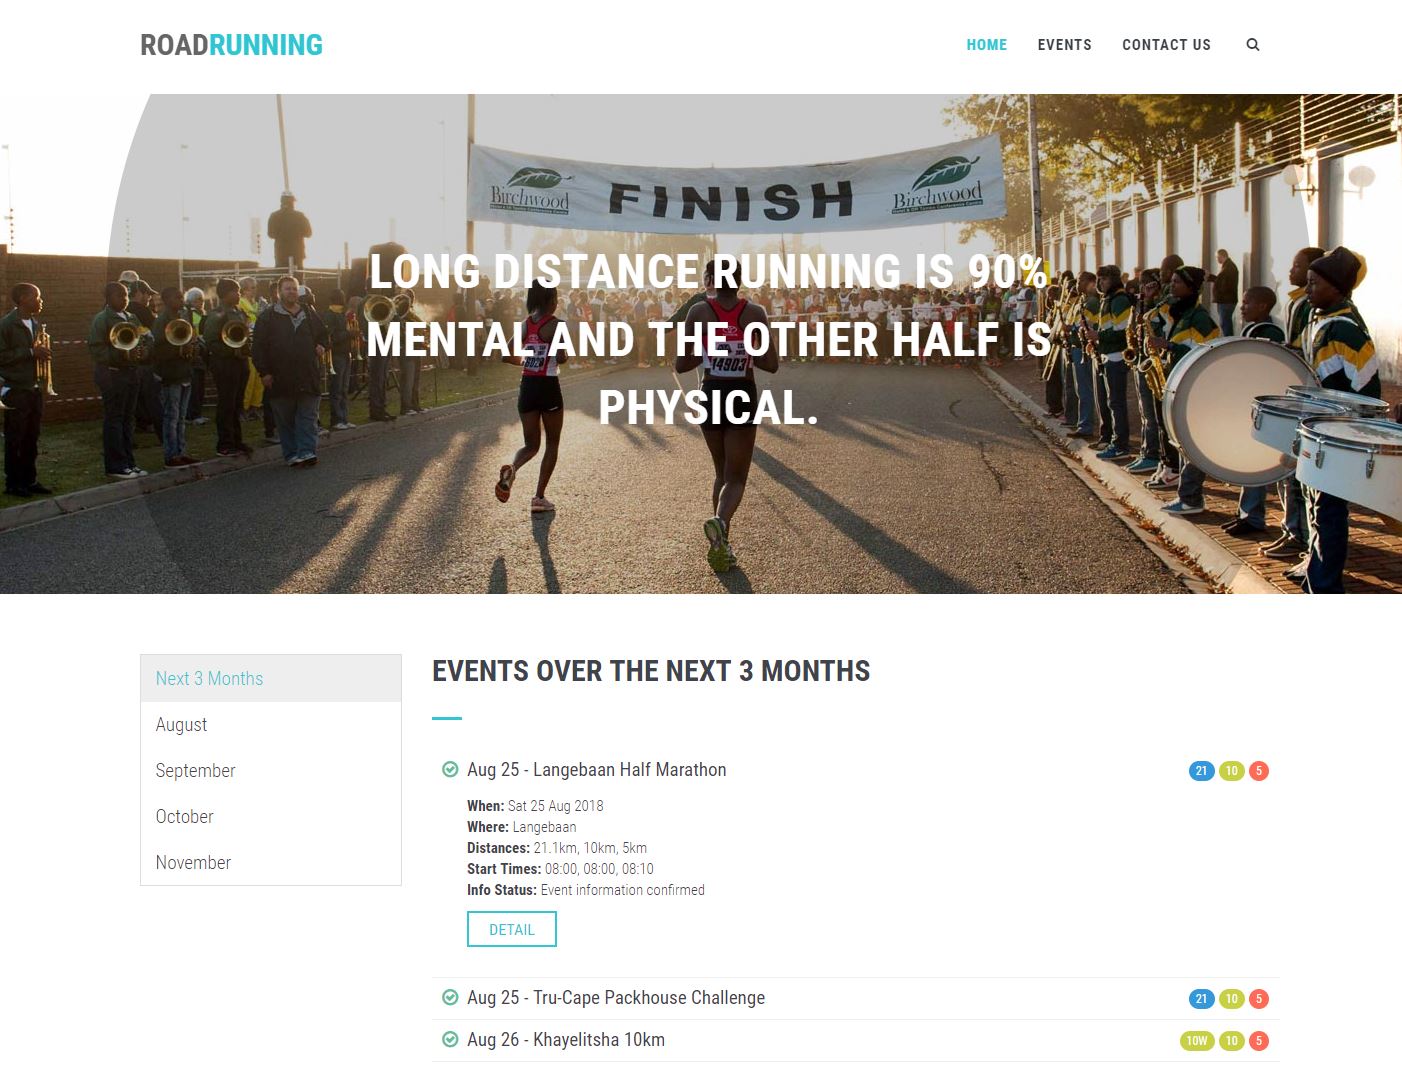 ROADRUNNING
HOME EVENTS CONTACT US
Birchwood FINISH Birchwood
LONG DISTANCE RUNNING IS 90%
MENTAL AND THE OTHER HALF IS
PHYSICAL.
14903
Next 3 Months
August
September
October
November
EVENTS OVER THE NEXT 3 MONTHS
Aug 25 - Langebaan Half Marathon 21 10 5
When: Sat 25 Aug 2018
Where: Langebaan
Distances: 21.1km, 10km, 5km
Start Times: 08:00, 08:00, 08:10
Info Status: Event information confirmed
DETAIL
Aug 25 - Tru-Cape Packhouse Challenge 21 10 5
Aug 26 - Khayelitsha 10km 10W 10 5